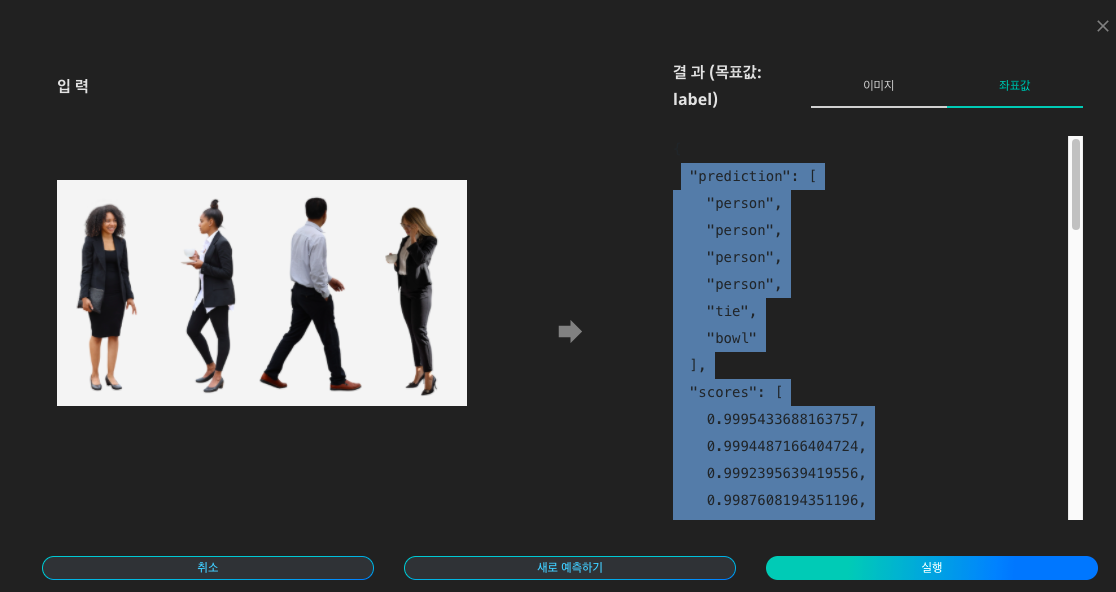 입 력
결 과 (목표값:
label)
이미지
좌표값
"prediction": [
"person",
"person",
"person",
"person",
"tie",
"bowl"
],
"scores": [
0.9995433688163757,
0.9994487166404724,
0.9992395639419556,
0.9987608194351196,
취소
새로 예측하기
실행